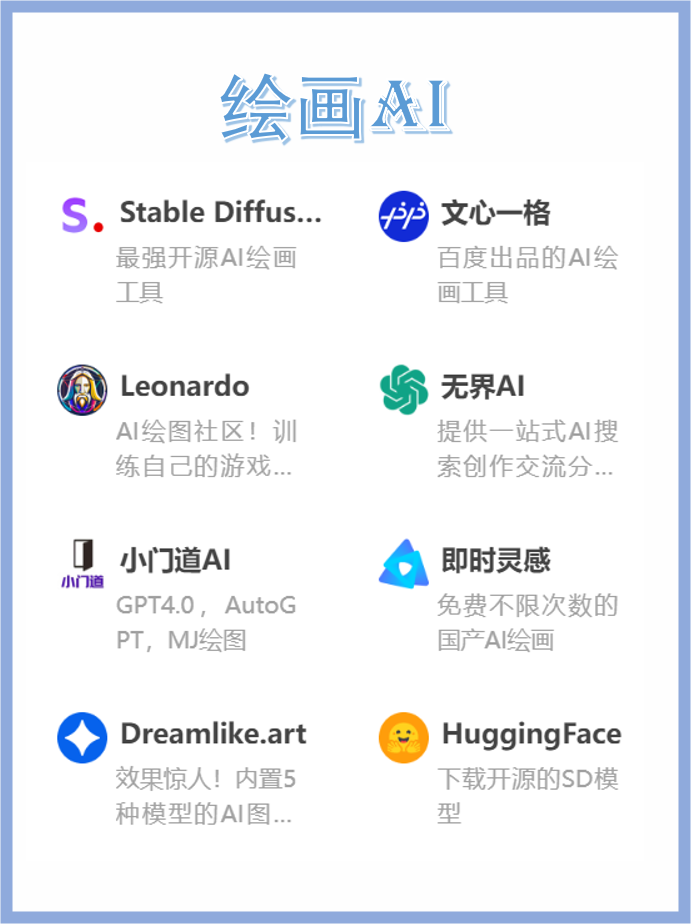 绘画AI
S.
Stable Diffus...
最强开源AI绘画
工具
文心一格
百度出品的AI绘
画工具
Leonardo
AI绘图社区！训
练自己的游戏...
无界AI
提供一站式AI搜
索创作交流分...
小门道
小门道AI
GPT4.0，AutoG
PT，MJ绘图
即时灵感
免费不限次数的
国产AI绘画
Dreamlike.art
效果惊人！内置5
种模型的AI图...
HuggingFace
下载开源的SD模
型